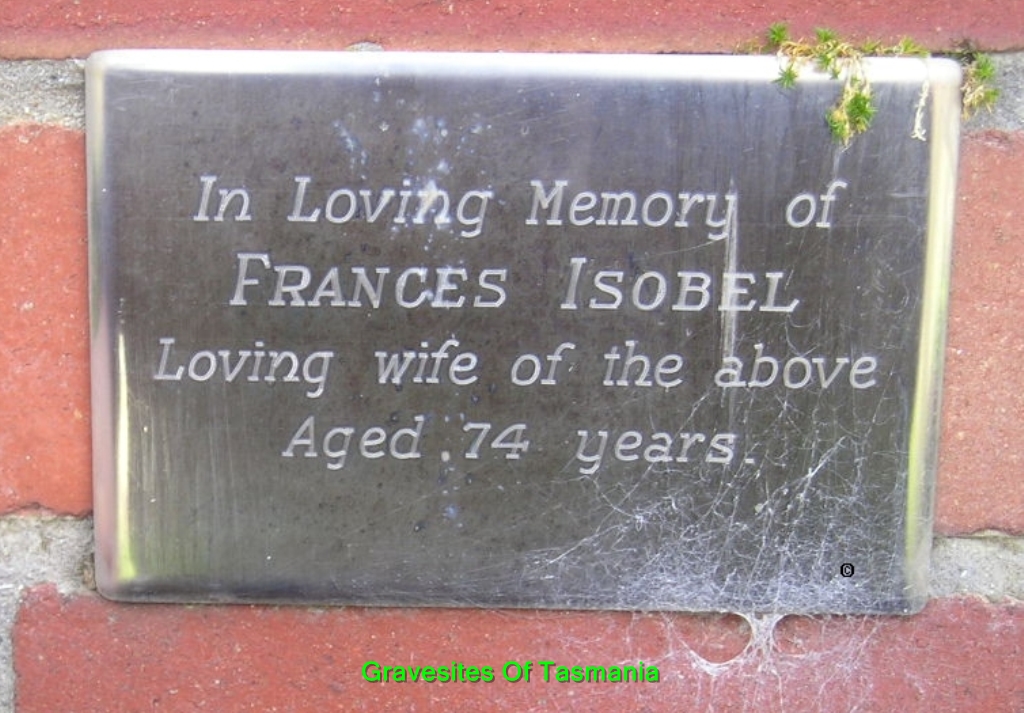 In Loving Memory of
FRANCES ISOBEL
Loving wife of the above
Aged 74 years.
©
Gravesites Of Tasmania